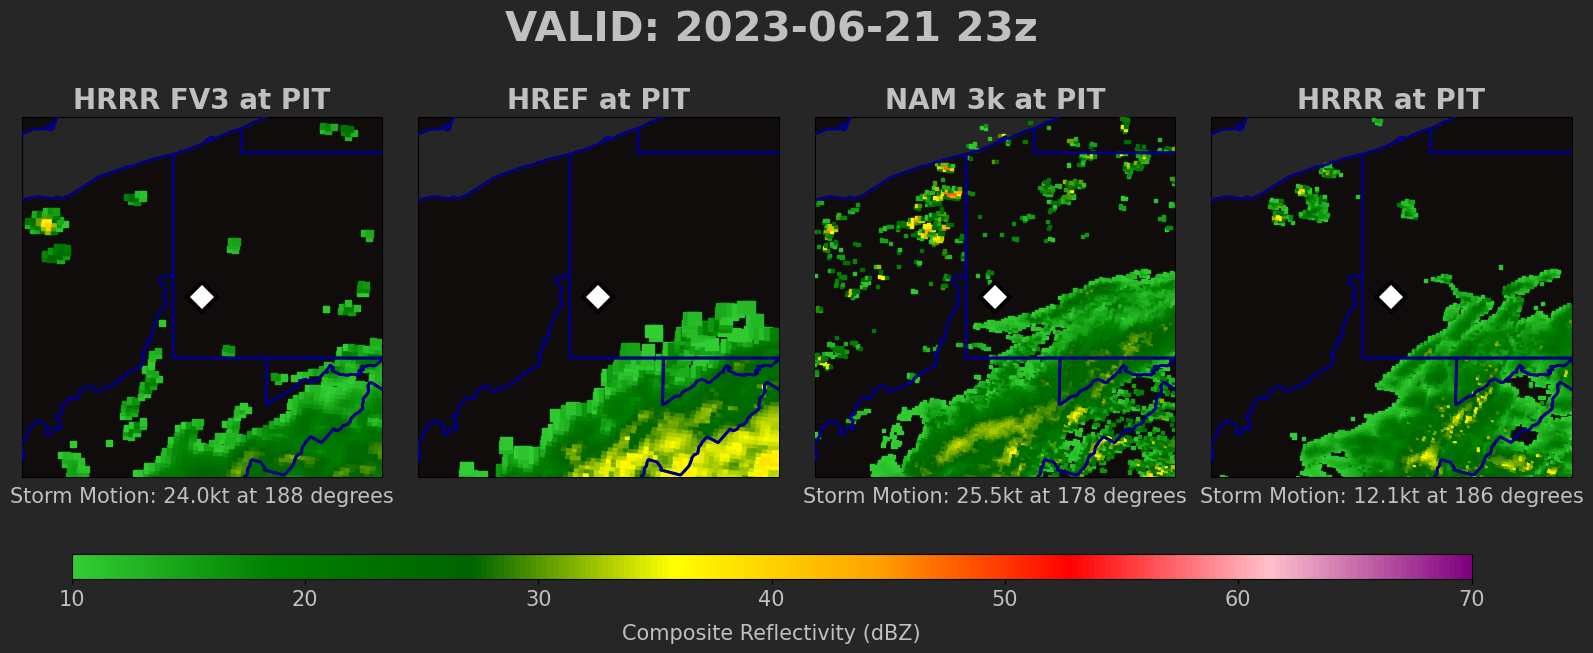 VALID: 2023-06-21 23z
HRRR FV3 at PIT
HREF at PIT
NAM 3k at PIT
HRRR at PIT
Storm Motion: 24.0kt at 188 degrees
Storm Motion: 25.5kt at 178 degrees
Storm Motion: 12.1kt at 186 degrees
10 20 30 40 50 60 70
Composite Reflectivity (dBZ)